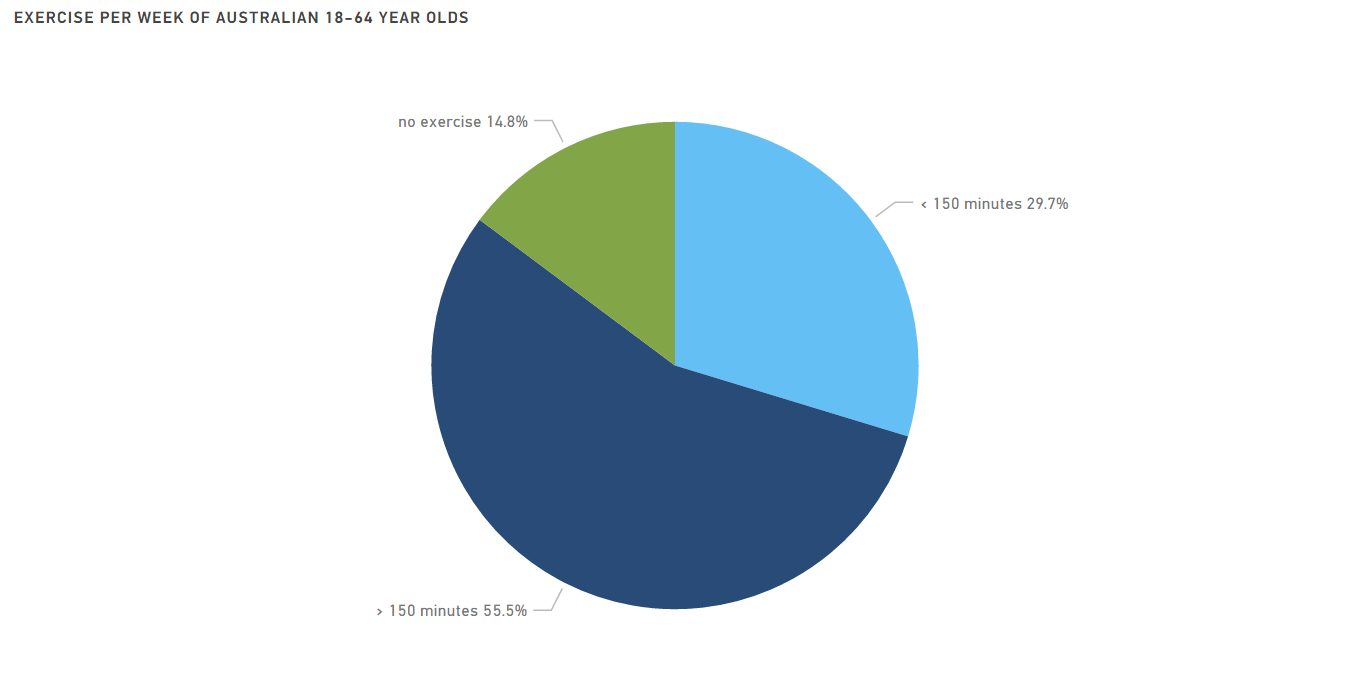 EXERCISE PER WEEK OF AUSTRALIAN 18–64 YEAR OLDS
no exercise 14.8%
< 150 minutes 29.7%
> 150 minutes 55.5%